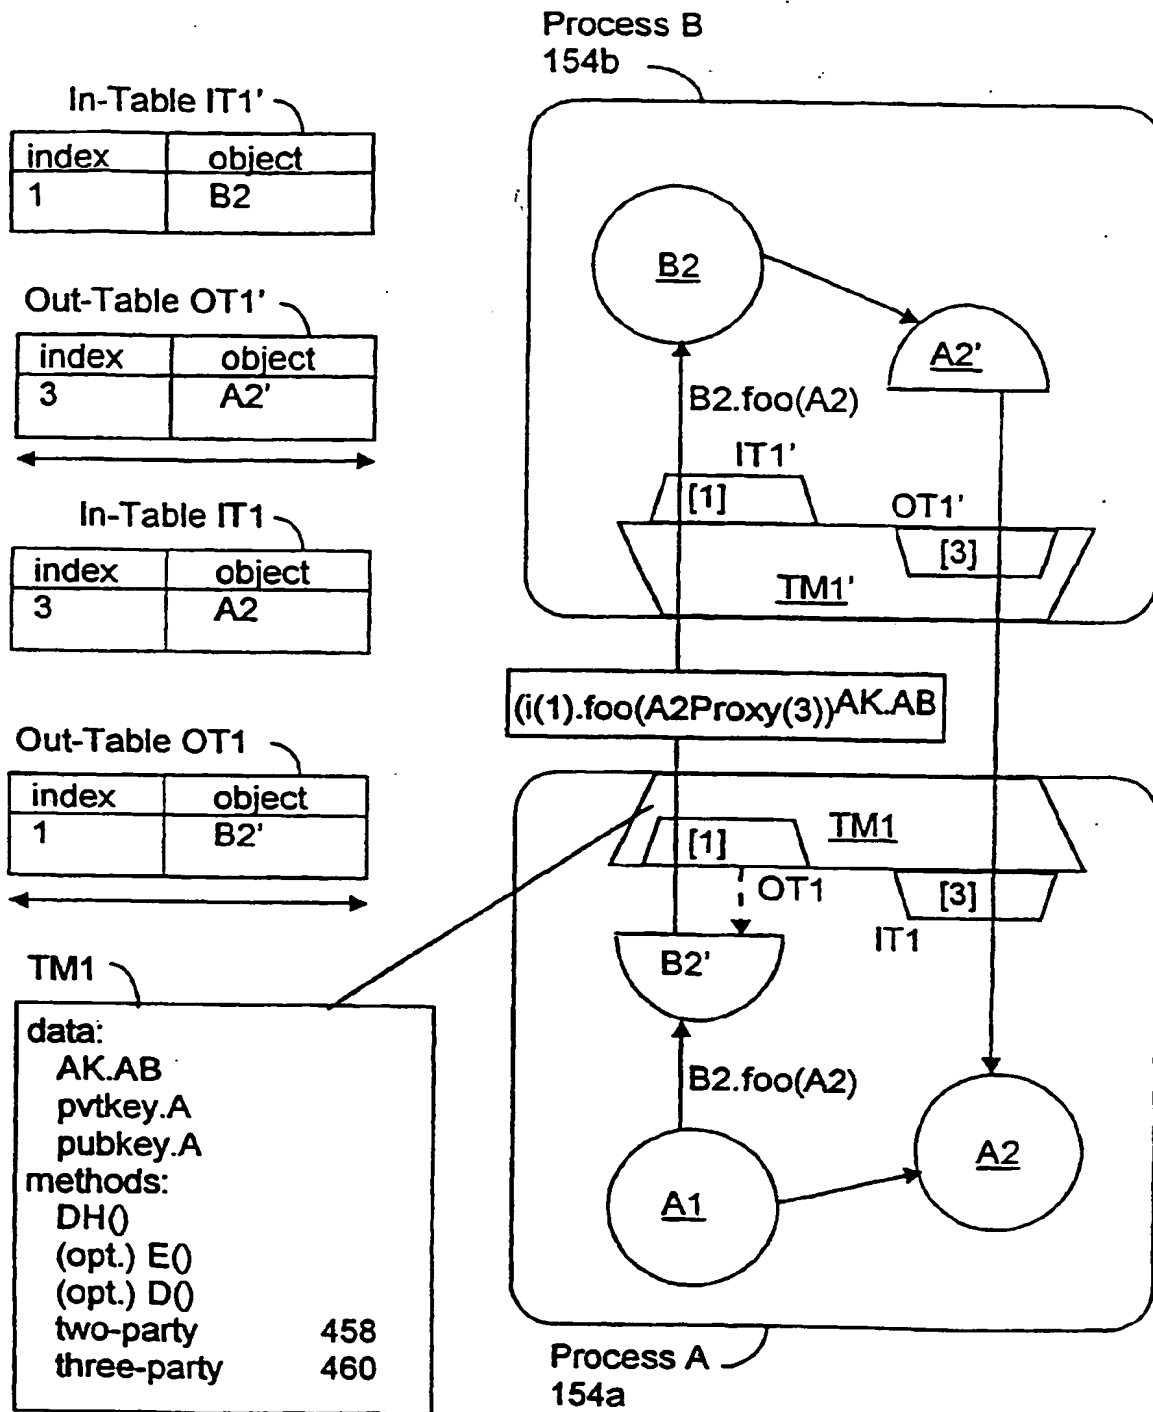 Process B
154b
In-Table IT1'
index object
1 B2
Out-Table OT1'
index object
3 A2'
In-Table IT1
index object
3 A2
Out-Table OT1
index object
1 B2'
TM1
data:
AK.AB
pvtkey.A
pubkey.A
methods:
DH()
(opt.) E()
(opt.) D()
two-party 458
three-party 460
B2
A2'
B2.foo(A2)
IT1'
[1]
OT1'
[3]
TM1'
(i(1).foo(A2Proxy(3))AK.AB
TM1
[1]
OT1
[3]
IT1
B2'
B2.foo(A2)
A1
A2
Process A
154a